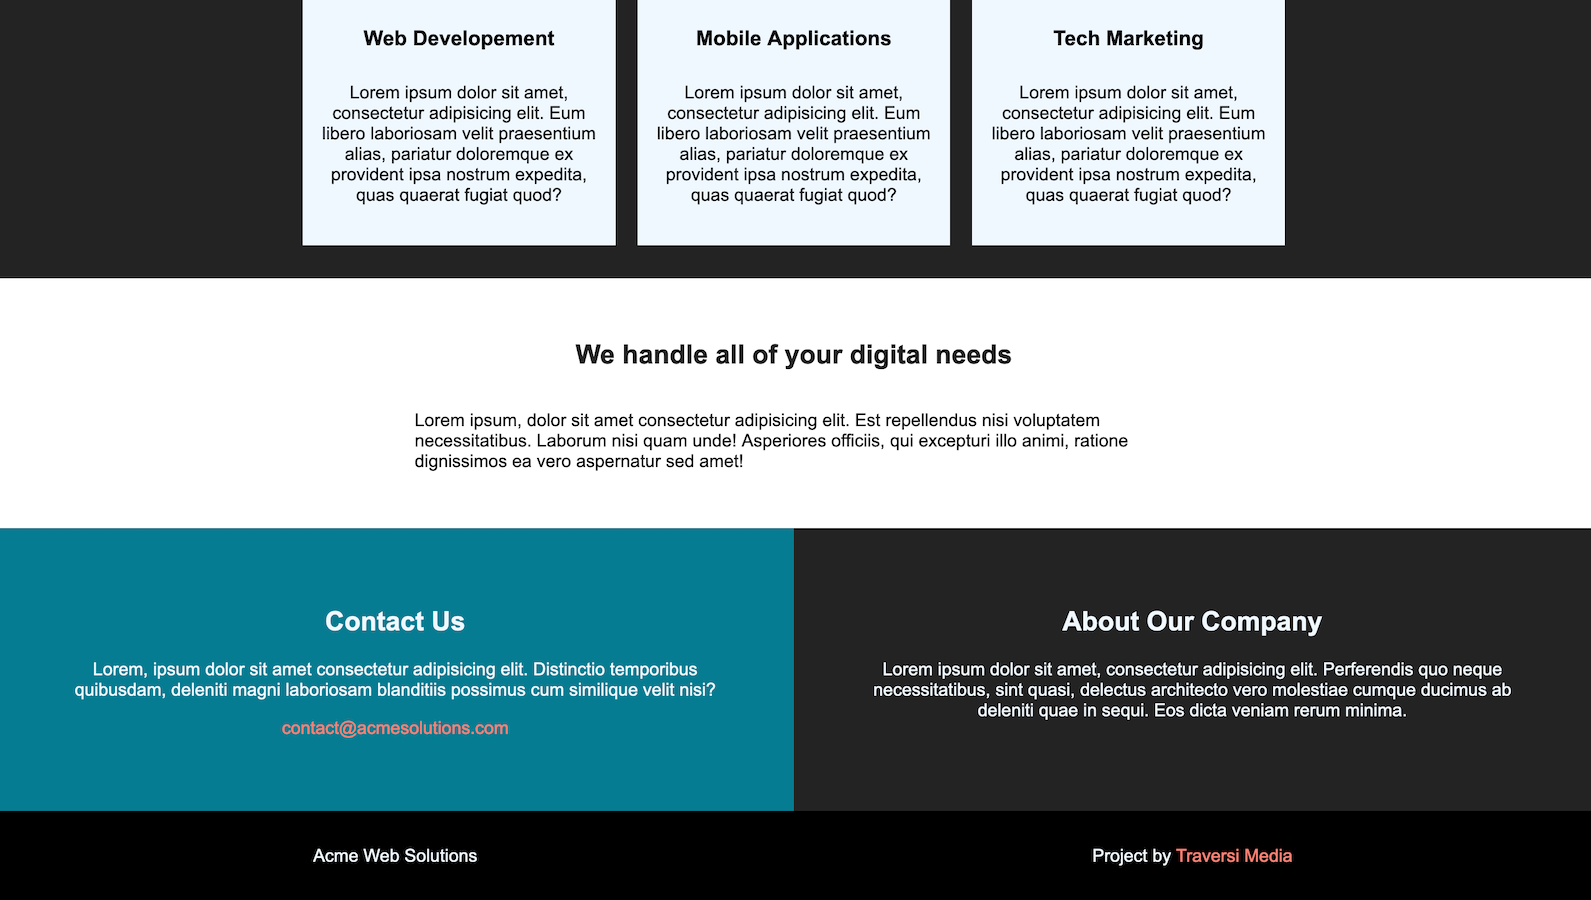 Web Developement
Lorem ipsum dolor sit amet,
consectetur adipisicing elit. Eum
libero laboriosam velit praesentium
alias, pariatur doloremque ex
provident ipsa nostrum expedita,
quas quaerat fugiat quod?
Mobile Applications
Lorem ipsum dolor sit amet,
consectetur adipisicing elit. Eum
libero laboriosam velit praesentium
alias, pariatur doloremque ex
provident ipsa nostrum expedita,
quas quaerat fugiat quod?
Tech Marketing
Lorem ipsum dolor sit amet,
consectetur adipisicing elit. Eum
libero laboriosam velit praesentium
alias, pariatur doloremque ex
provident ipsa nostrum expedita,
quas quaerat fugiat quod?
We handle all of your digital needs
Lorem ipsum, dolor sit amet consectetur adipisicing elit. Est repellendus nisi voluptatem
necessitatibus. Laborum nisi quam unde! Asperiores officiis, qui excepturi illo animi, ratione
dignissimos ea vero aspernatur sed amet!
Contact Us
Lorem, ipsum dolor sit amet consectetur adipisicing elit. Distinctio temporibus
quibusdam, deleniti magni laboriosam blanditiis possimus cum similique velit nisi?
contact@acmesolutions.com
About Our Company
Lorem ipsum dolor sit amet, consectetur adipisicing elit. Perferendis quo neque
necessitatibus, sint quasi, delectus architecto vero molestiae cumque ducimus ab
deleniti quae in sequi. Eos dicta veniam rerum minima.
Acme Web Solutions
Project by Traversi Media